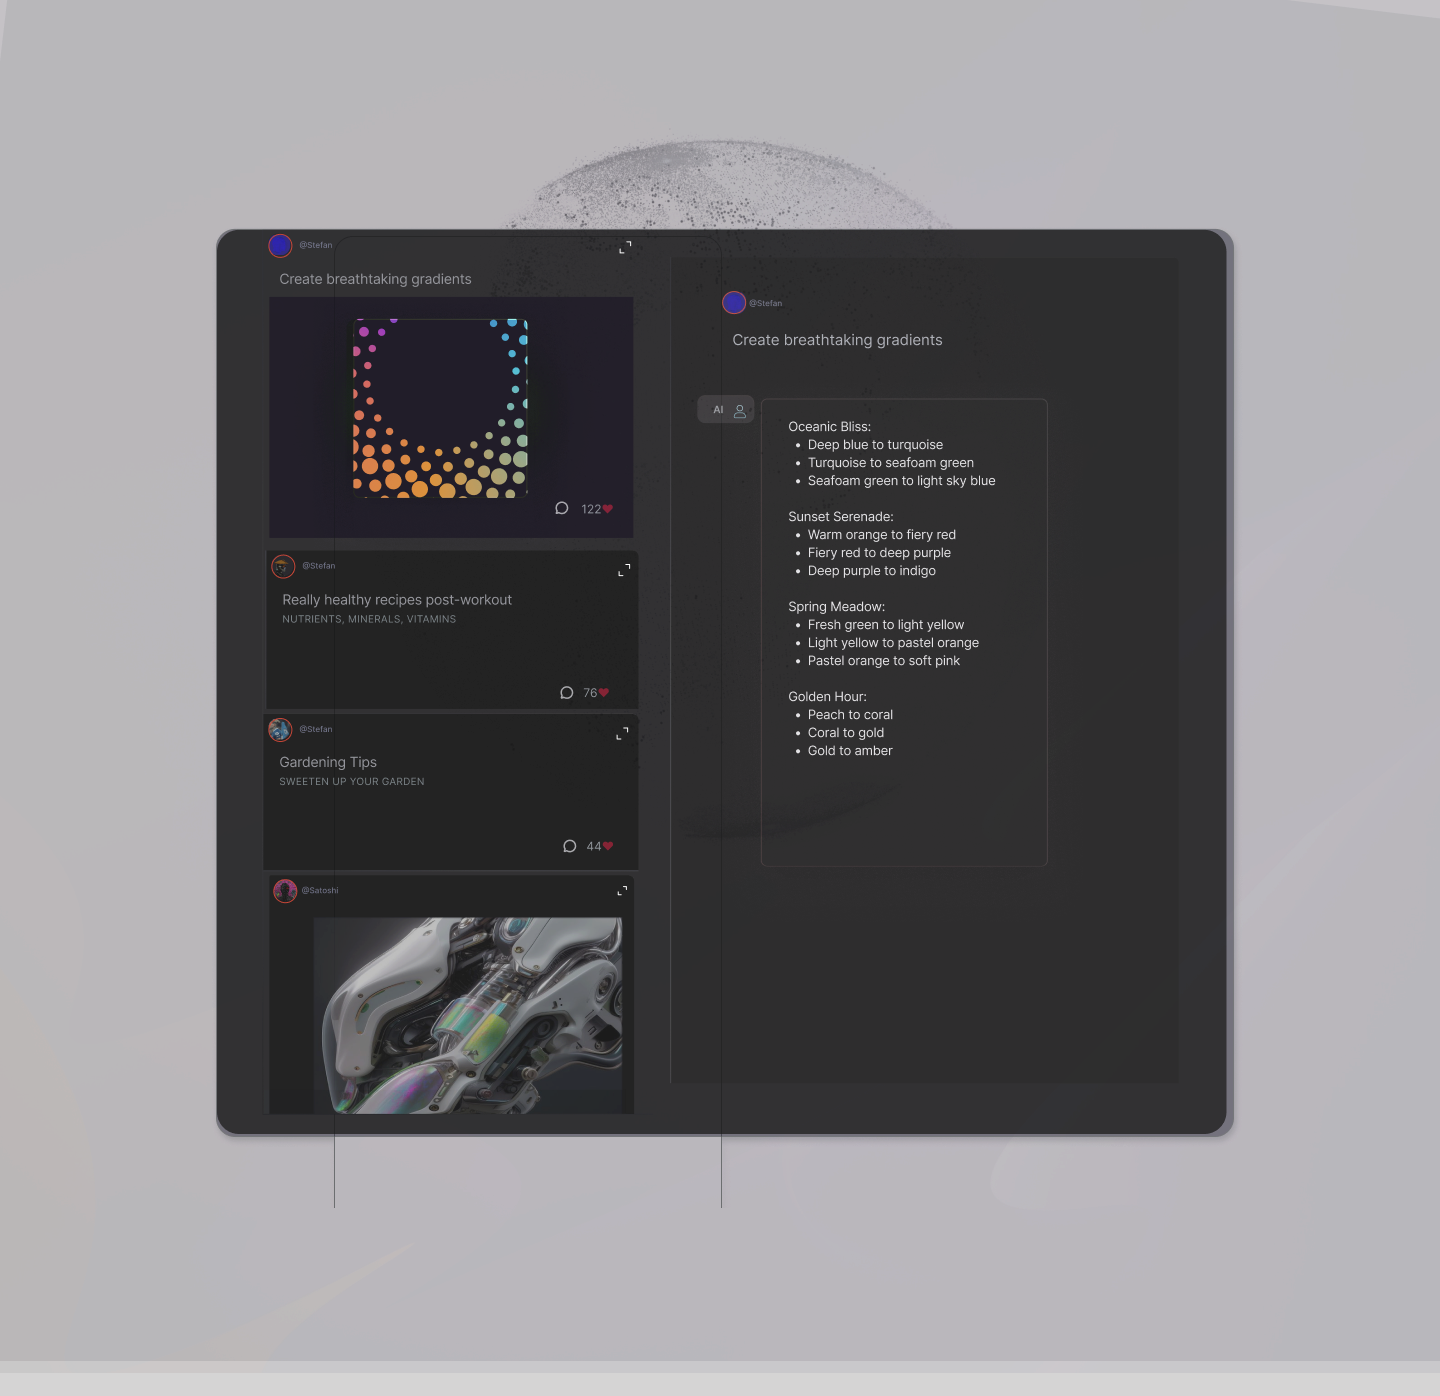 @Stefan
Create breathtaking gradients
122
@Stefan
Really healthy recipes post-workout
NUTRIENTS, MINERALS, VITAMINS
76
@Stefan
Gardening Tips
SWEETEN UP YOUR GARDEN
44
@Satoshi
@Stefan
Create breathtaking gradients
AI
Oceanic Bliss:
• Deep blue to turquoise
• Turquoise to seafoam green
• Seafoam green to light sky blue
Sunset Serenade:
• Warm orange to fiery red
• Fiery red to deep purple
• Deep purple to indigo
Spring Meadow:
• Fresh green to light yellow
• Light yellow to pastel orange
• Pastel orange to soft pink
Golden Hour:
• Peach to coral
• Coral to gold
• Gold to amber